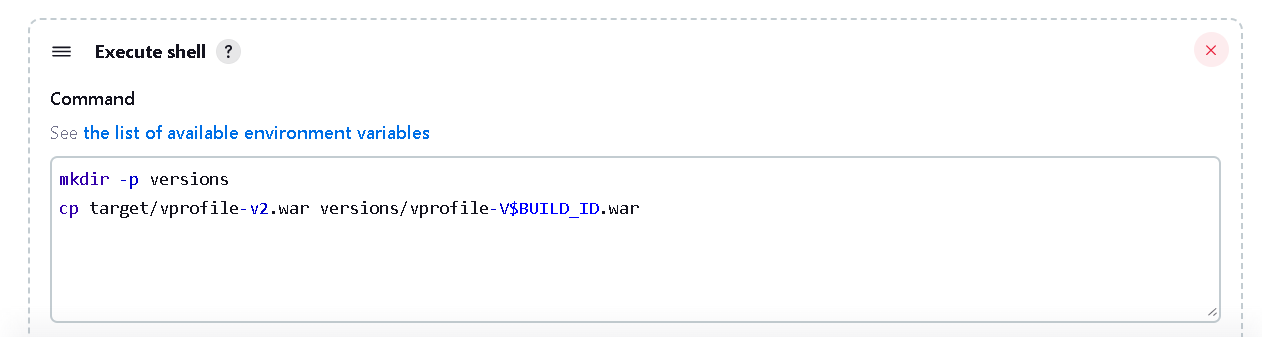 Execute shell ?
Command
See the list of available environment variables
mkdir -p versions
cp target/vprofile-v2.war versions/vprofile-V$BUILD_ID.war